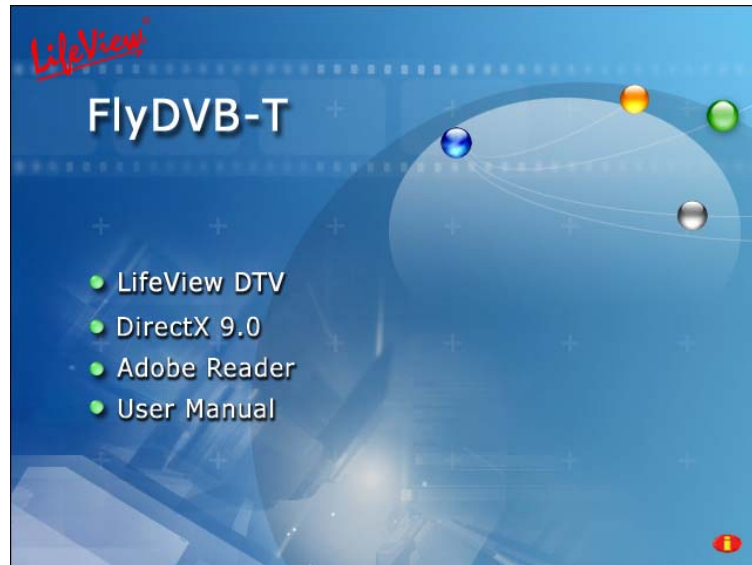 LifeView®
FlyDVB-T
LifeView DTV
DirectX 9.0
Adobe Reader
User Manual
i